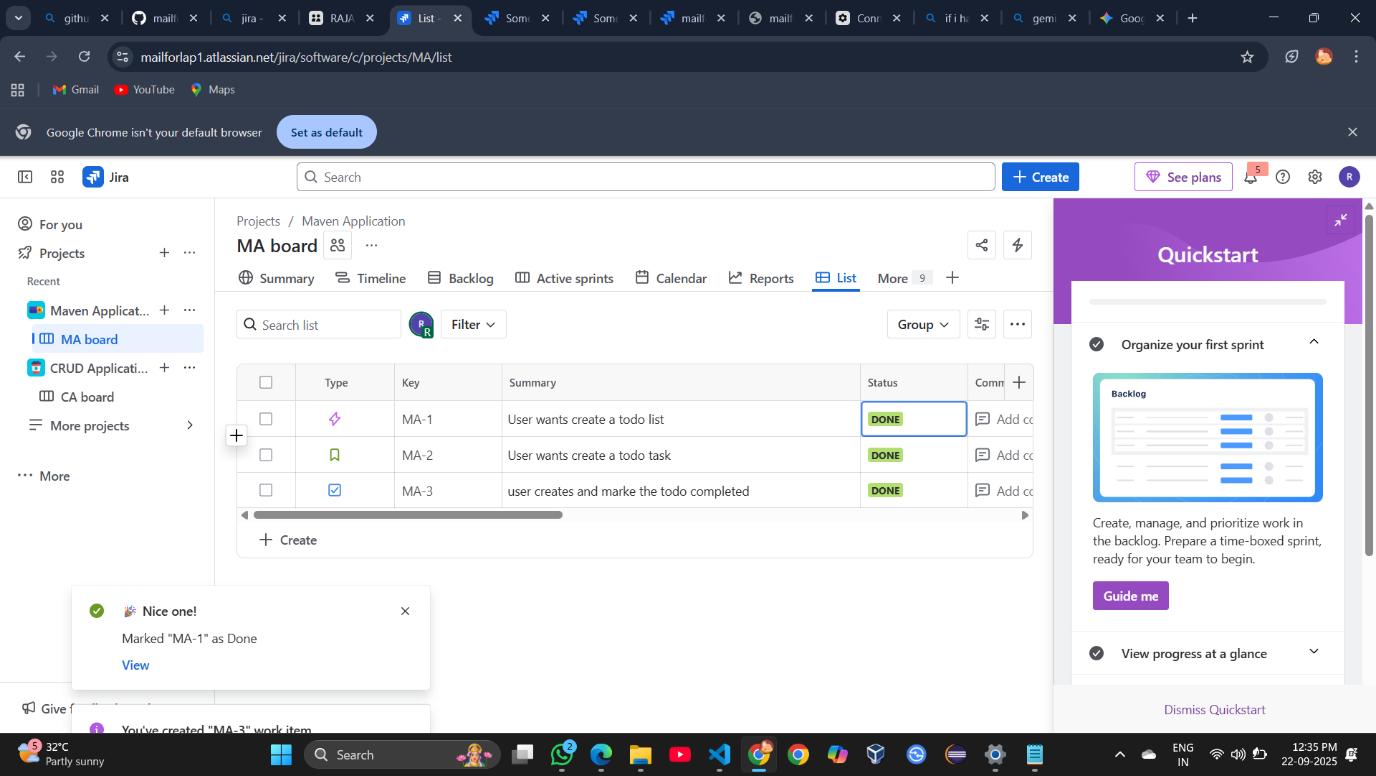 githu
mailf
jira -
RAJA
List -
Some
Some
mailf
mailf
Conn
if i ha
gemi
Goog
mailforlap1.atlassian.net/jira/software/c/projects/MA/list
Gmail
YouTube
Maps
Google Chrome isn't your default browser
Set as default
Jira
Search
Create
See plans
5
R
For you
Projects
Recent
Maven Applicat...
MA board
CRUD Applicati...
CA board
More projects
More
Projects / Maven Application
MA board
Summary
Timeline
Backlog
Active sprints
Calendar
Reports
List
More 9
Search list
R
R
Filter
Group
Type
Key
Summary
Status
Comm
MA-1
User wants create a todo list
DONE
Add co
MA-2
User wants create a todo task
DONE
Add co
MA-3
user creates and marke the todo completed
DONE
Add co
Create
Quickstart
Organize your first sprint
Backlog
Create, manage, and prioritize work in
the backlog. Prepare a time-boxed sprint,
ready for your team to begin.
Guide me
View progress at a glance
Dismiss Quickstart
Nice one!
Marked "MA-1" as Done
View
Give
You've created "MA-3" work item
5
32°C
Partly sunny
Search
2
ENG
IN
12:35 PM
22-09-2025